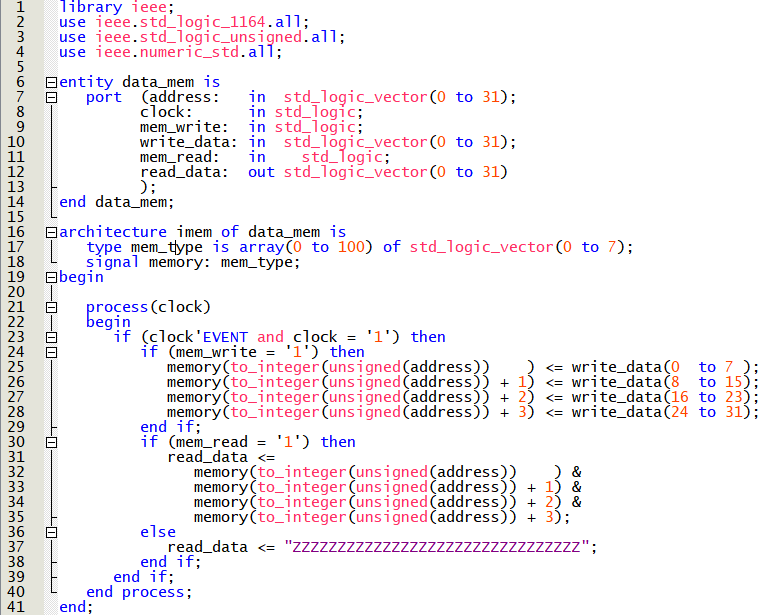 1 library ieee;
2 use ieee.std_logic_1164.all;
3 use ieee.std_logic_unsigned.all;
4 use ieee.numeric_std.all;
5
6 entity data_mem is
7 port (address: in std_logic_vector(0 to 31);
8 clock: in std_logic;
9 mem_write: in std_logic;
10 write_data: in std_logic_vector(0 to 31);
11 mem_read: in std_logic;
12 read_data: out std_logic_vector(0 to 31)
13 );
14 end data_mem;
15
16 architecture imem of data_mem is
17 type mem_type is array(0 to 100) of std_logic_vector(0 to 7);
18 signal memory: mem_type;
19 begin
20
21 process(clock)
22 begin
23 if (clock'EVENT and clock = '1') then
24 if (mem_write = '1') then
25 memory(to_integer(unsigned(address)) ) <= write_data(0 to 7 );
26 memory(to_integer(unsigned(address)) + 1) <= write_data(8 to 15);
27 memory(to_integer(unsigned(address)) + 2) <= write_data(16 to 23);
28 memory(to_integer(unsigned(address)) + 3) <= write_data(24 to 31);
29 end if;
30 if (mem_read = '1') then
31 read_data <=
32 memory(to_integer(unsigned(address)) ) &
33 memory(to_integer(unsigned(address)) + 1) &
34 memory(to_integer(unsigned(address)) + 2) &
35 memory(to_integer(unsigned(address)) + 3);
36 else
37 read_data <= "ZZZZZZZZZZZZZZZZZZZZZZZZZZZZZZZZ";
38 end if;
39 end if;
40 end process;
41 end;